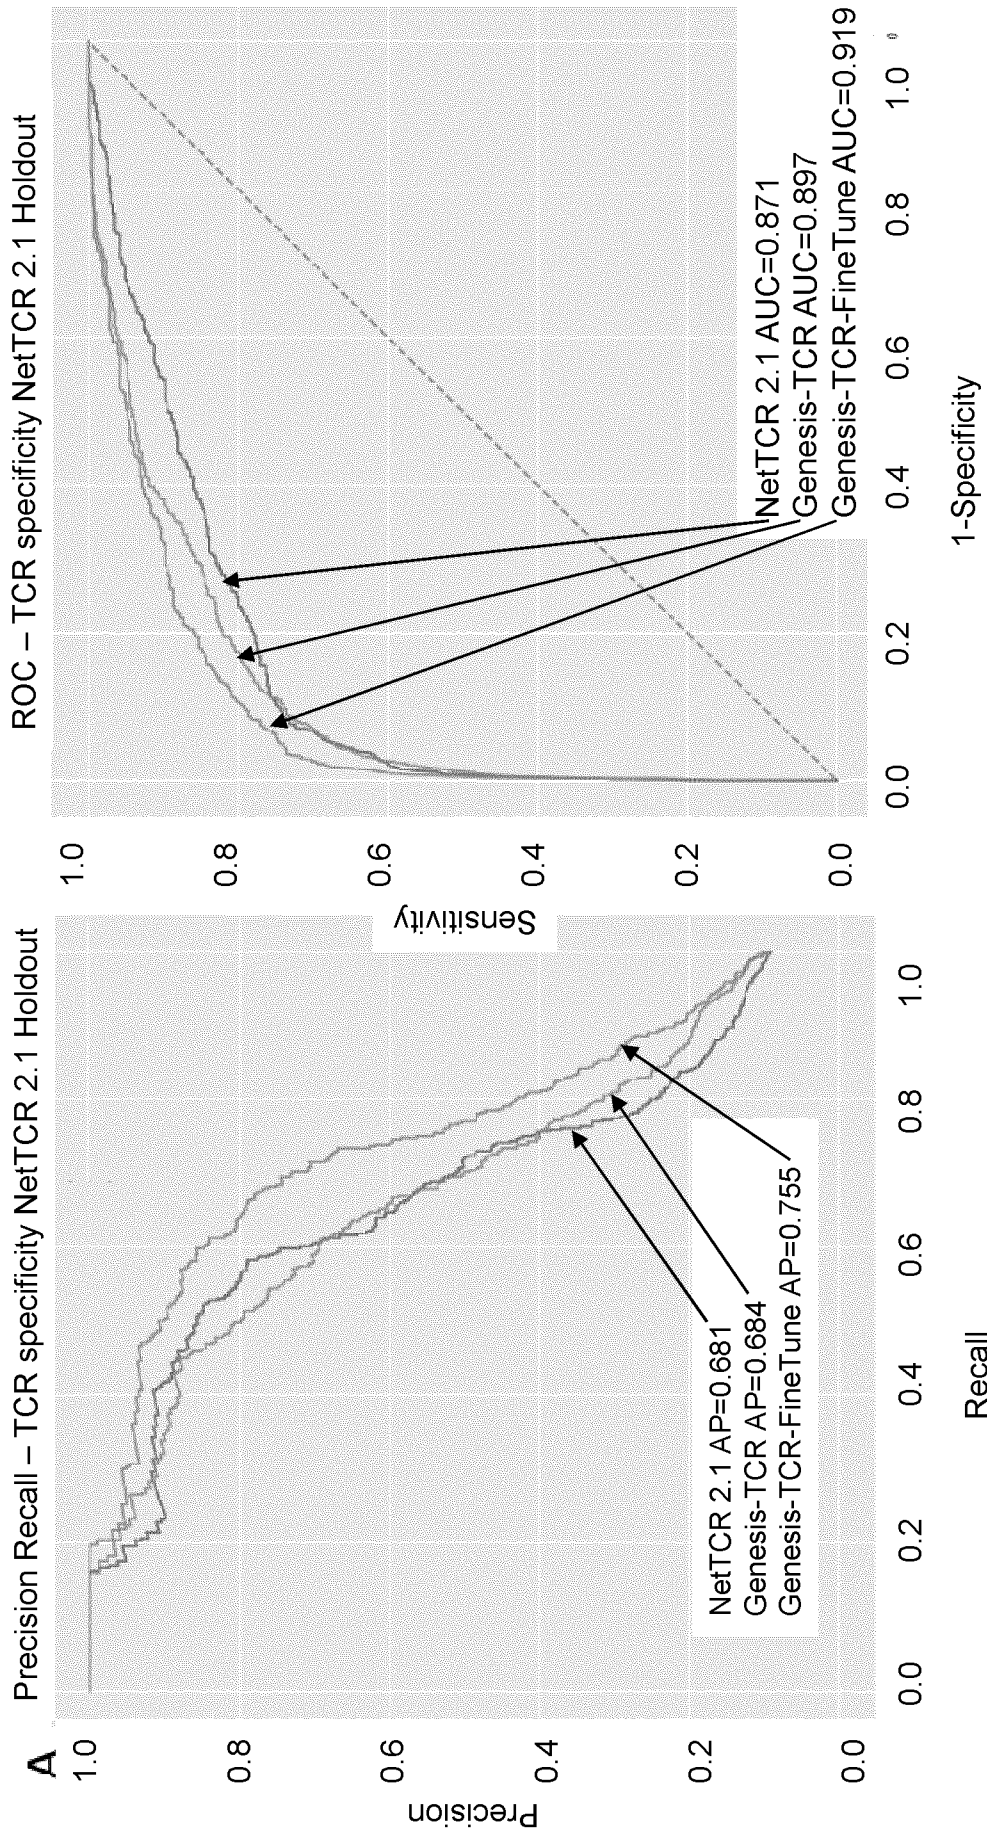 A
Precision Recall – TCR specificity NetTCR 2.1 Holdout
Precision
1.0
0.8
0.6
0.4
0.2
0.0
NetTCR 2.1 AP=0.681
Genesis-TCR AP=0.684
Genesis-TCR-FineTune AP=0.755
0.0
0.2
0.4
0.6
0.8
1.0
Recall
ROC – TCR specificity NetTCR 2.1 Holdout
Sensitivity
1.0
0.8
0.6
0.4
0.2
0.0
NetTCR 2.1 AUC=0.871
Genesis-TCR AUC=0.897
Genesis-TCR-FineTune AUC=0.919
0.0
0.2
0.4
0.6
0.8
1.0
1-Specificity